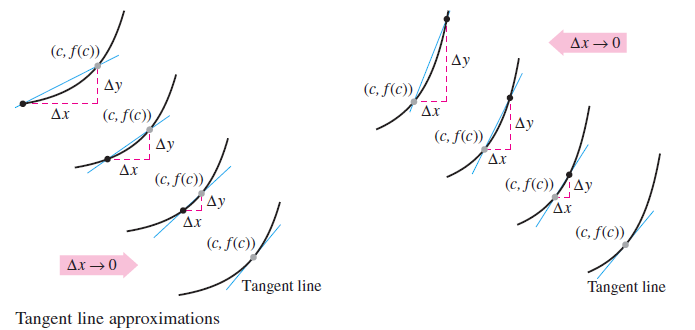 (c, f(c))
Δy
Δx
(c, f(c))
Δy
Δx
(c, f(c))
Δy
Δx
(c, f(c))
Δx → 0
Tangent line
Tangent line approximations
Δx → 0
Δy
(c, f(c))
Δx
Δy
(c, f(c))
Δx
(c, f(c))
Δy
Δx
(c, f(c))
Tangent line